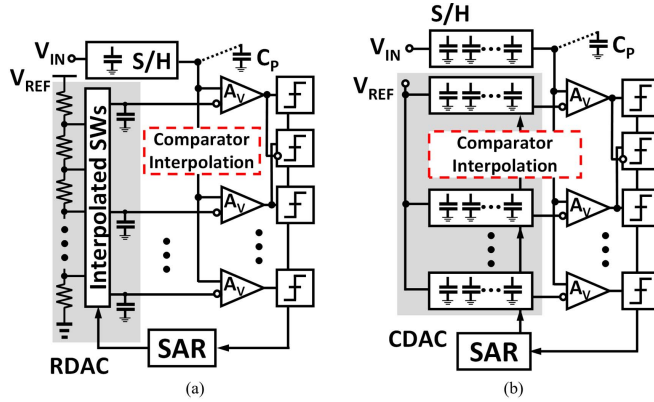 V_IN S/H C_P
V_REF
Interpolated SWs
A_V
Comparator
Interpolation
A_V
A_V
RDAC
SAR
(a)
S/H
V_IN C_P
V_REF
A_V
Comparator
Interpolation
A_V
A_V
CDAC
SAR
(b)